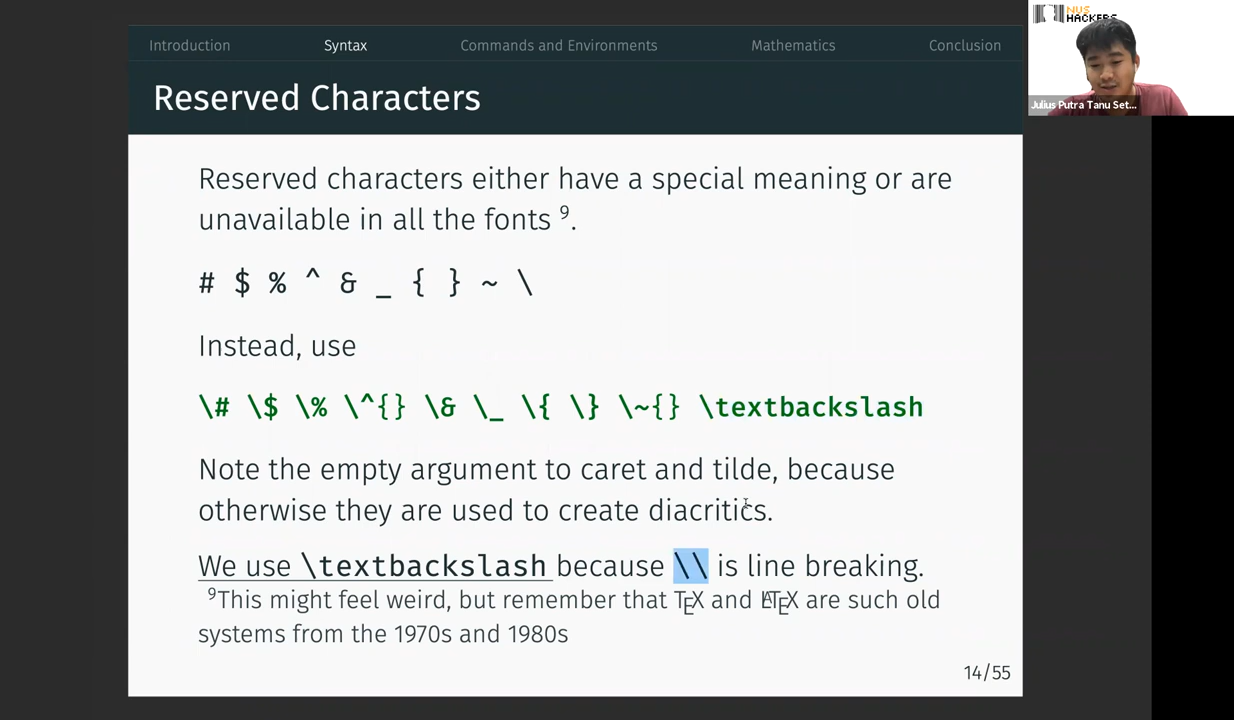 Introduction Syntax Commands and Environments Mathematics Conclusion
NUS
HACKERS
Julius Putra Tanu Set...
Reserved Characters
Reserved characters either have a special meaning or are
unavailable in all the fonts ⁹.
# $ % ^ & _ { } ~ \
Instead, use
\# \$ \% \^{} \& \_ \{ \} \~{} \textbackslash
Note the empty argument to caret and tilde, because
otherwise they are used to create diacritics.
We use \textbackslash because \\ is line breaking.
⁹This might feel weird, but remember that TEX and LATEX are such old
systems from the 1970s and 1980s
14/55